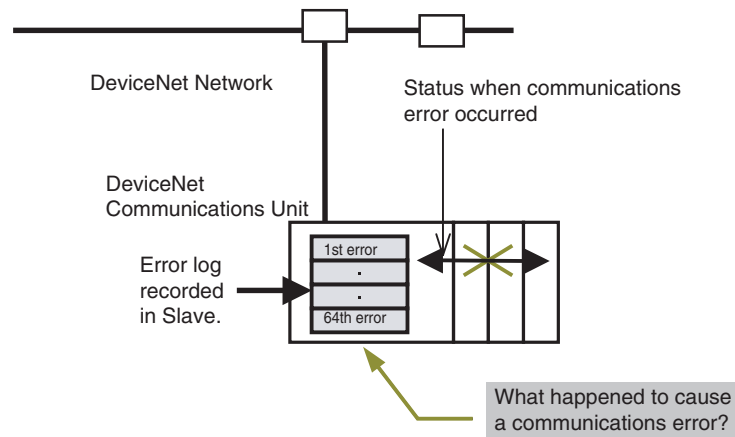 DeviceNet Network
Status when communications
error occurred
DeviceNet
Communications Unit
1st error
.
.
64th error
Error log
recorded
in Slave.
What happened to cause
a communications error?